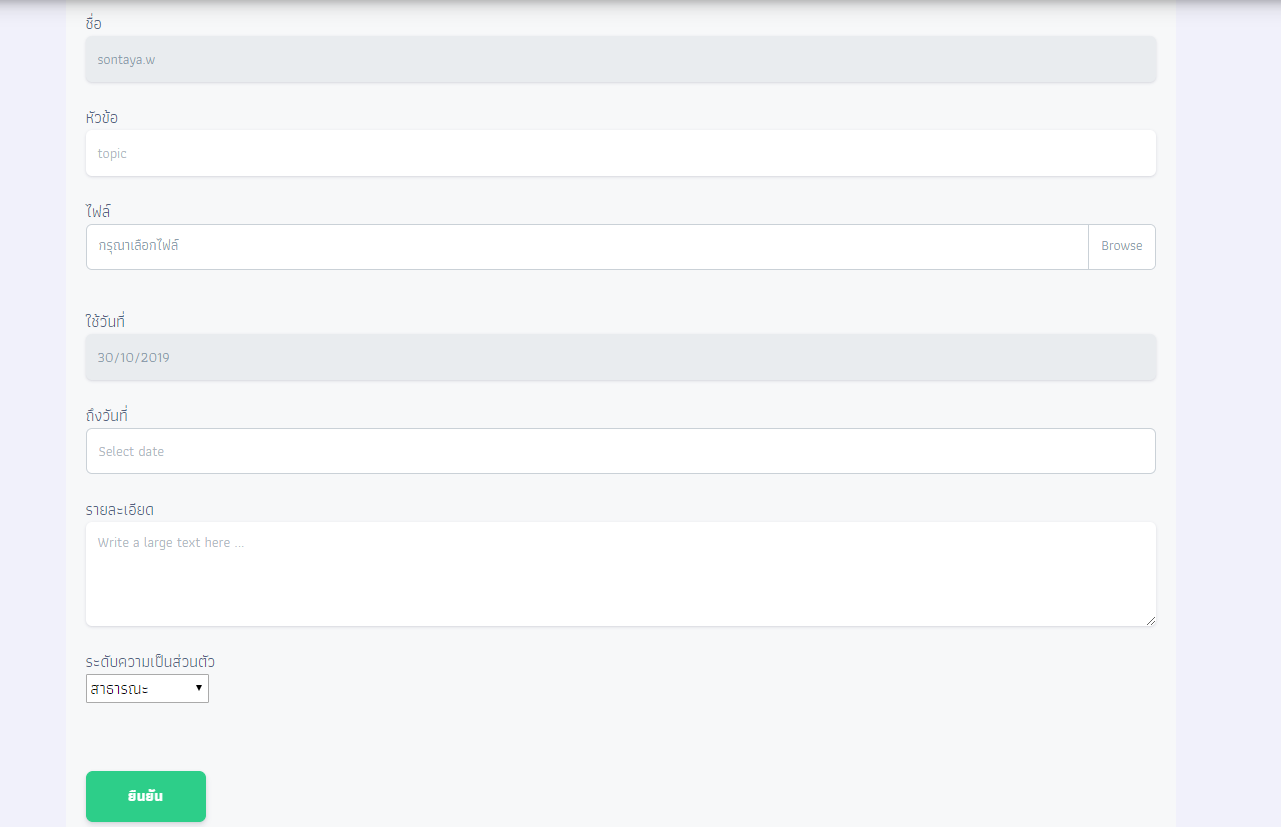 ชื่อ
sontaya.w
หัวข้อ
topic
ไฟล์
กรุณาเลือกไฟล์ Browse
ใช้วันที่
30/10/2019
ถึงวันที่
Select date
รายละเอียด
Write a large text here ...
ระดับความเป็นส่วนตัว
สาธารณะ
ยืนยัน